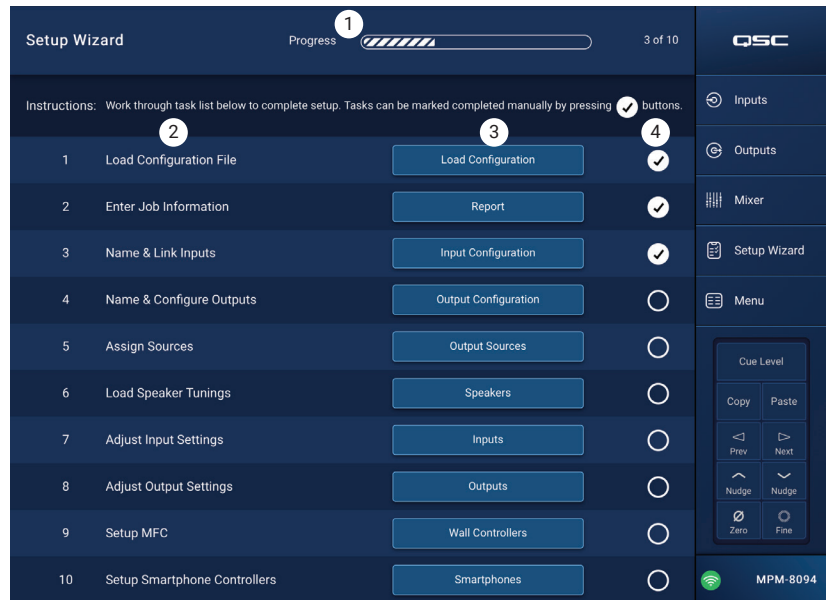 1
Setup Wizard Progress 3 of 10
QSC
Instructions: Work through task list below to complete setup. Tasks can be marked completed manually by pressing buttons.
2 3 4
1 Load Configuration File Load Configuration
2 Enter Job Information Report
3 Name & Link Inputs Input Configuration
4 Name & Configure Outputs Output Configuration
5 Assign Sources Output Sources
6 Load Speaker Tunings Speakers
7 Adjust Input Settings Inputs
8 Adjust Output Settings Outputs
9 Setup MFC Wall Controllers
10 Setup Smartphone Controllers Smartphones
Inputs
Outputs
Mixer
Setup Wizard
Menu
Cue Level
Copy Paste
Prev Next
Nudge Nudge
Zero Fine
MPM-8094